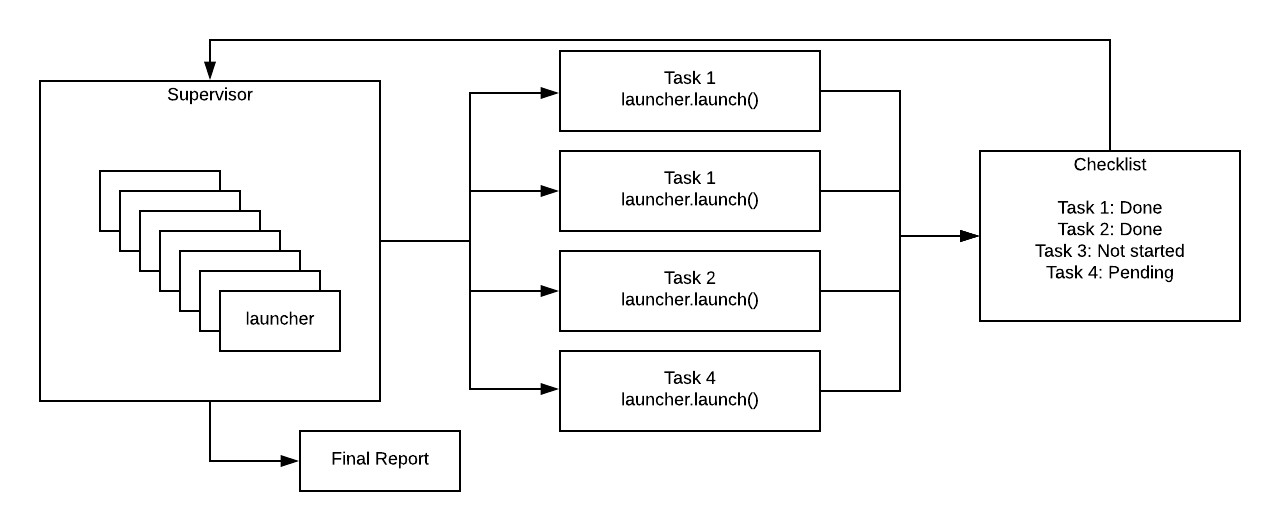 Supervisor
launcher
Final Report
Task 1
launcher.launch()
Task 1
launcher.launch()
Task 2
launcher.launch()
Task 4
launcher.launch()
Checklist
Task 1: Done
Task 2: Done
Task 3: Not started
Task 4: Pending